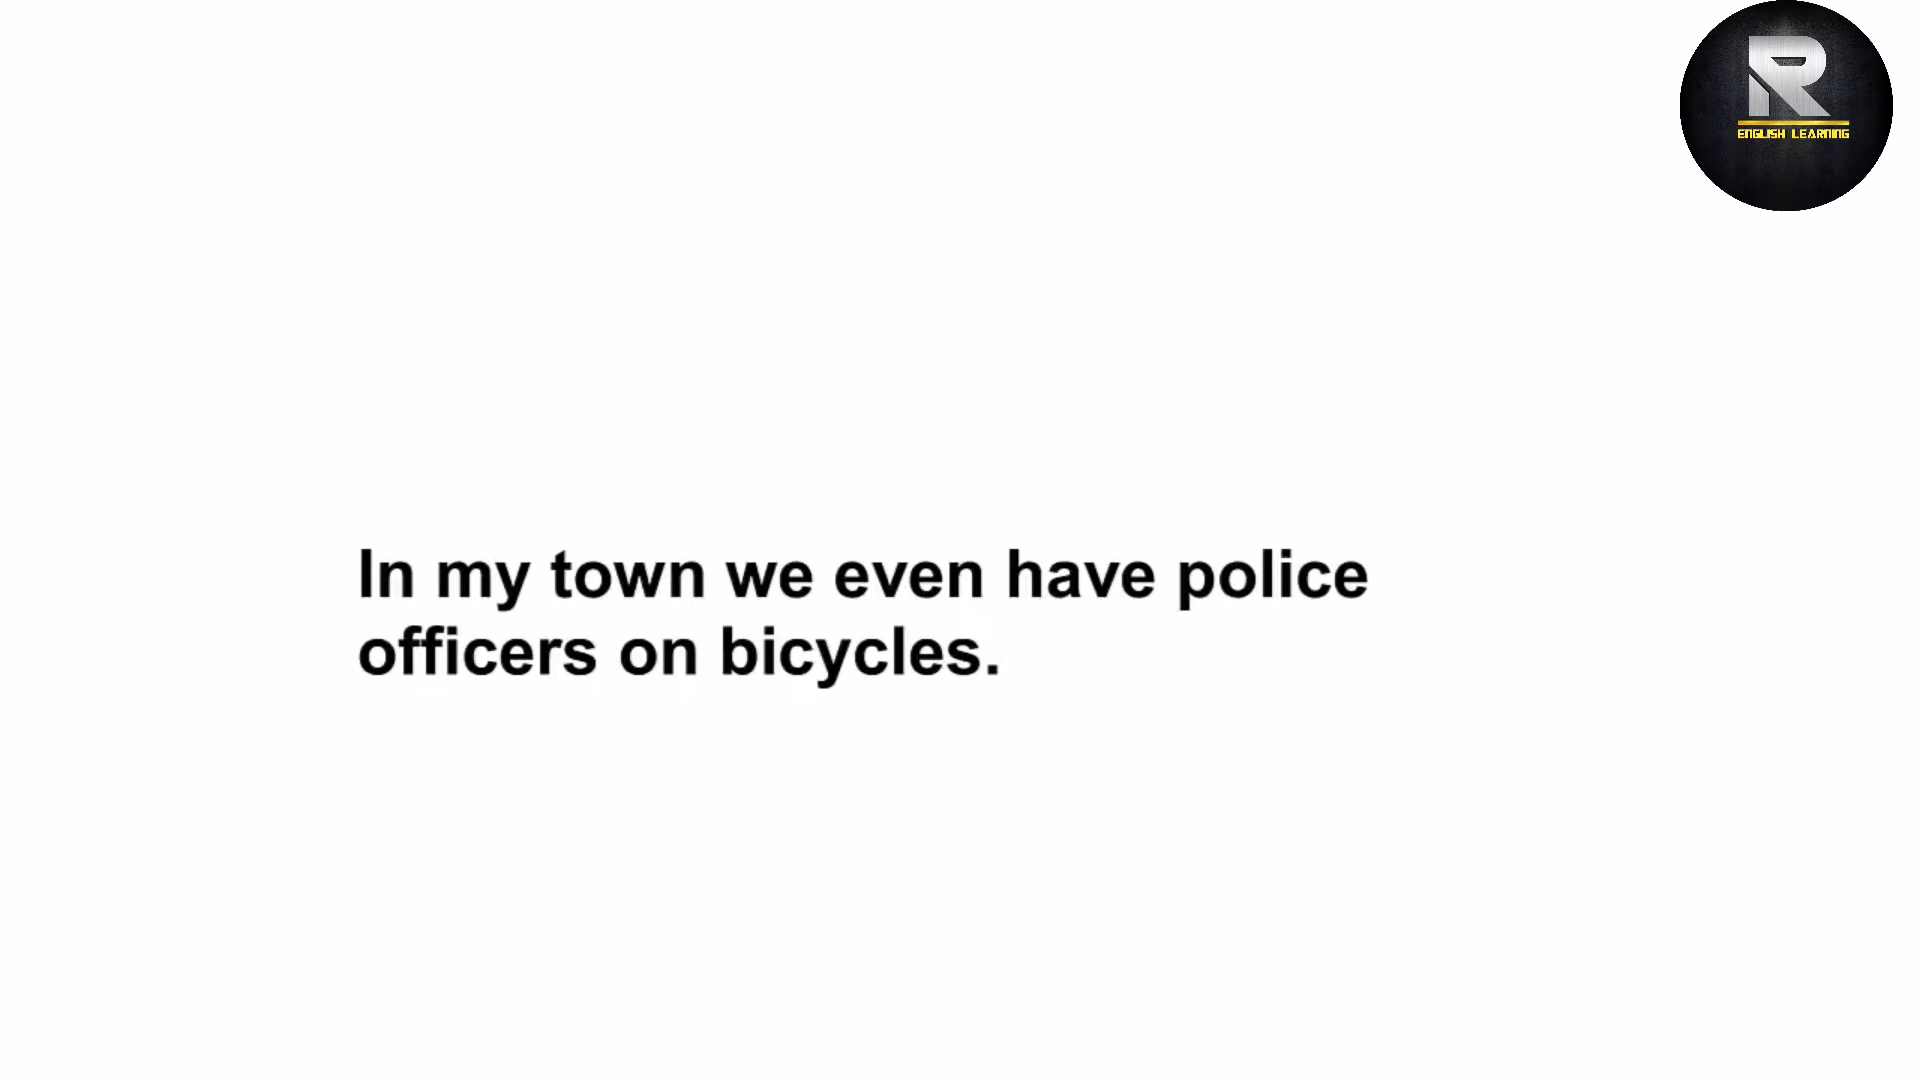 R
ENGLISH LEARNING
In my town we even have police
officers on bicycles.